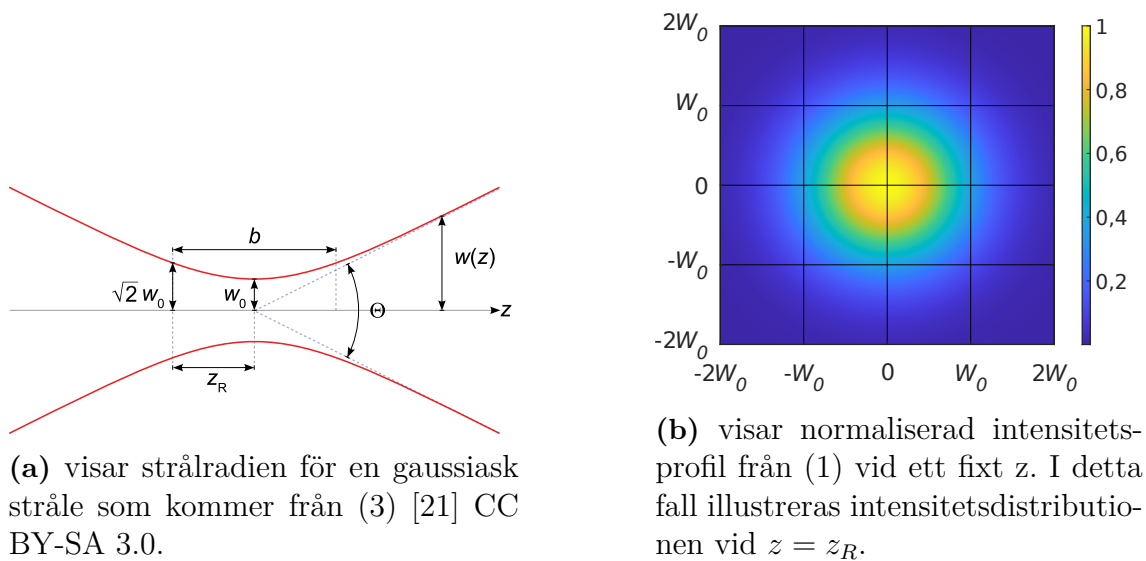 b
w(z)
√2 w₀
w₀
Θ
z
z_R
(a) visar strålradien för en gaussiask
stråle som kommer från (3) [21] CC
BY-SA 3.0.
2W₀
W₀
0
-W₀
-2W₀
-2W₀ -W₀ 0 W₀ 2W₀
1
0,8
0,6
0,4
0,2
(b) visar normaliserad intensitets-
profil från (1) vid ett fixt z. I detta
fall illustreras intensitetsdistributio-
nen vid z = z_R.